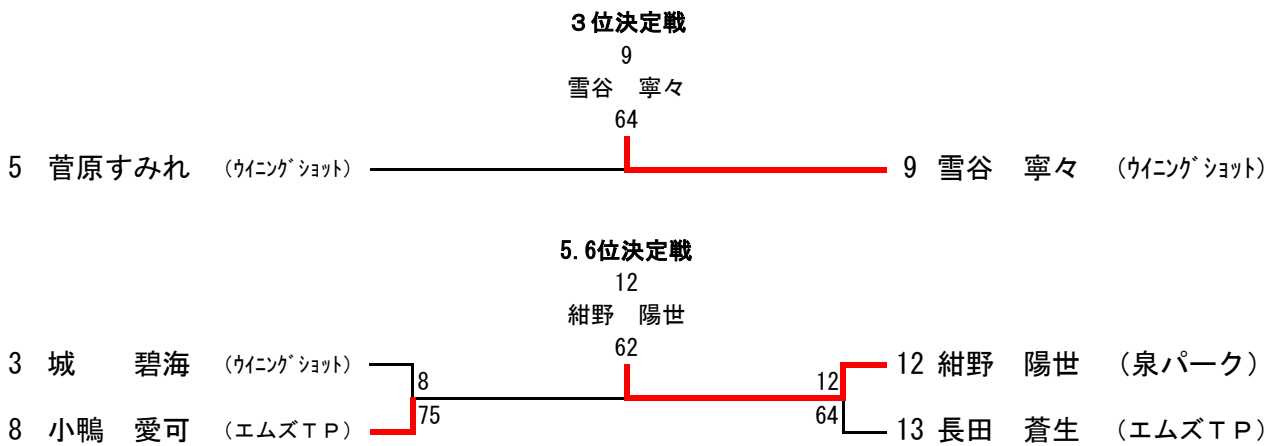 ３位決定戦
9
雪谷　寧々
64
5 菅原すみれ （ｳｲﾆﾝｸﾞｼｮｯﾄ） 9 雪谷　寧々 （ｳｲﾆﾝｸﾞｼｮｯﾄ）
5.6位決定戦
12
紺野　陽世
62
3 城　　碧海 （ｳｲﾆﾝｸﾞｼｮｯﾄ） 12 紺野　陽世 （泉パーク）
8 12
75 64
8 小鴨　愛可 （エムズＴＰ） 13 長田　蒼生 （エムズＴＰ）